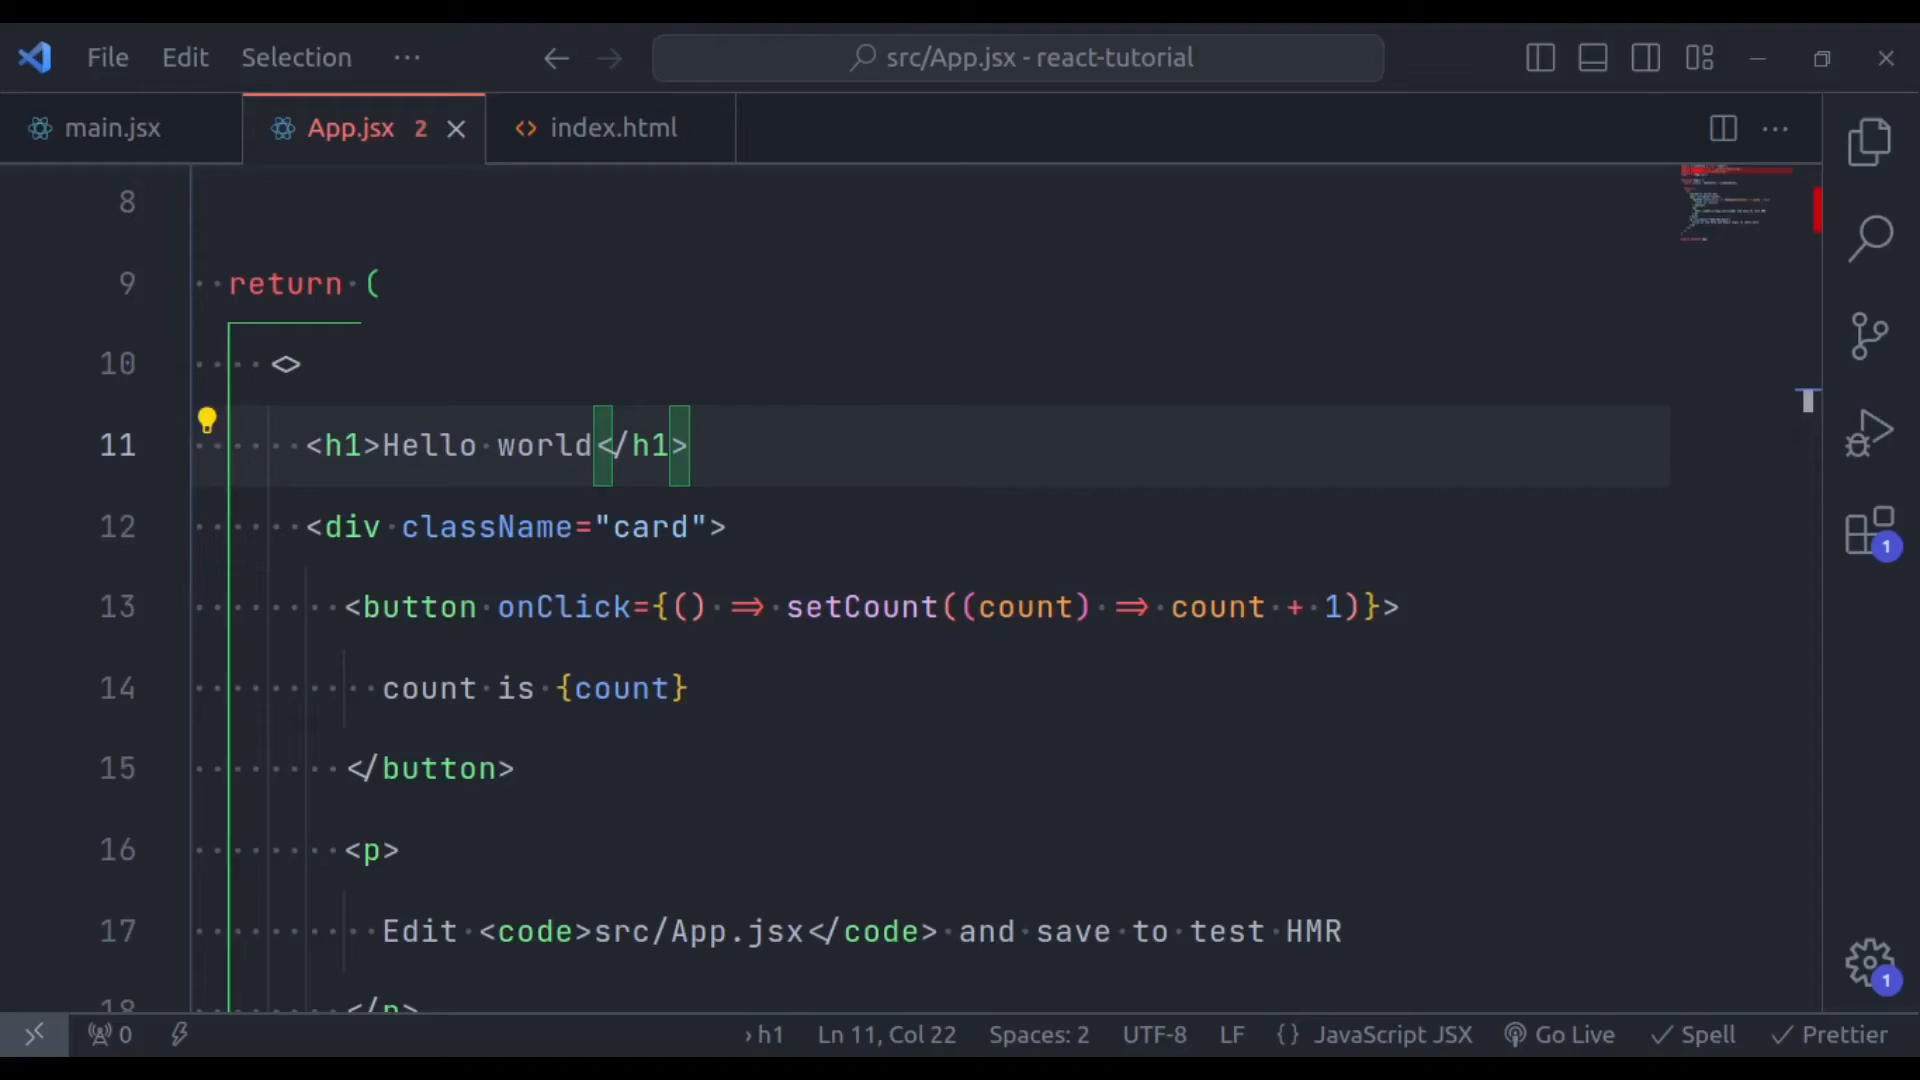 File Edit Selection ··· src/App.jsx - react-tutorial
main.jsx App.jsx 2 index.html
8
9 return (
10 <>
11 <h1>Hello world</h1>
12 <div className="card">
13 <button onClick={() => setCount((count) => count + 1)}>
14 count is {count}
15 </button>
16 <p>
17 Edit <code>src/App.jsx</code> and save to test HMR
18 </p>
1
1
0 › h1 Ln 11, Col 22 Spaces: 2 UTF-8 LF {} JavaScript JSX Go Live Spell Prettier